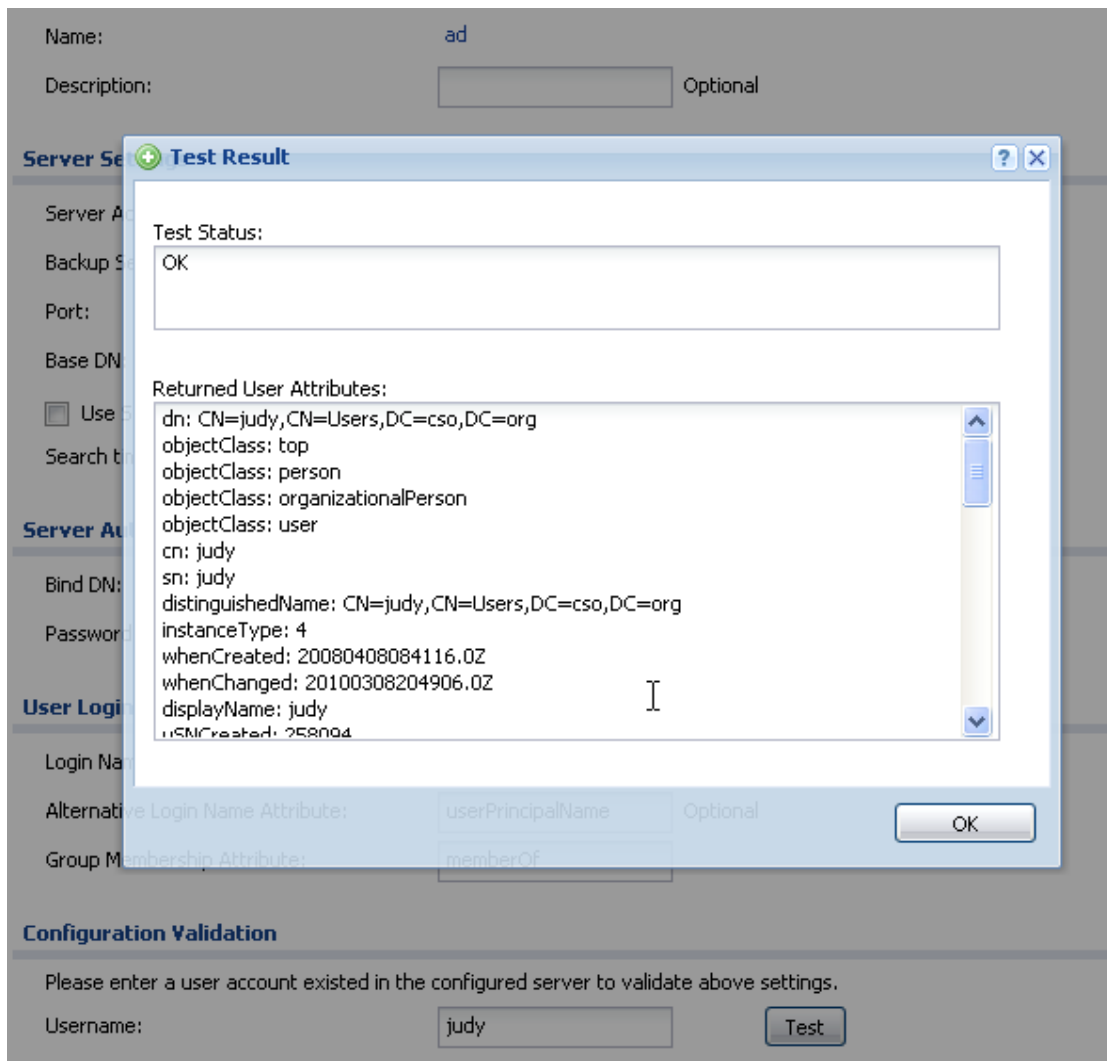 Name: ad
Description: Optional
Server Se
Test Result
Server A
Test Status:
OK
Backup Se
Port:
Base DN
Returned User Attributes:
dn: CN=judy,CN=Users,DC=cso,DC=org
objectClass: top
objectClass: person
objectClass: organizationalPerson
objectClass: user
cn: judy
sn: judy
distinguishedName: CN=judy,CN=Users,DC=cso,DC=org
instanceType: 4
whenCreated: 20080408084116.0Z
whenChanged: 20100308204906.0Z
displayName: judy
uSNCreated: 258094
Use
Search ti
Server Au
Bind DN:
Password
User Logi
Login Na
Alternative Login Name Attribute: userPrincipalName Optional
OK
Group Membership Attribute: memberOf
Configuration Validation
Please enter a user account existed in the configured server to validate above settings.
Username: judy Test